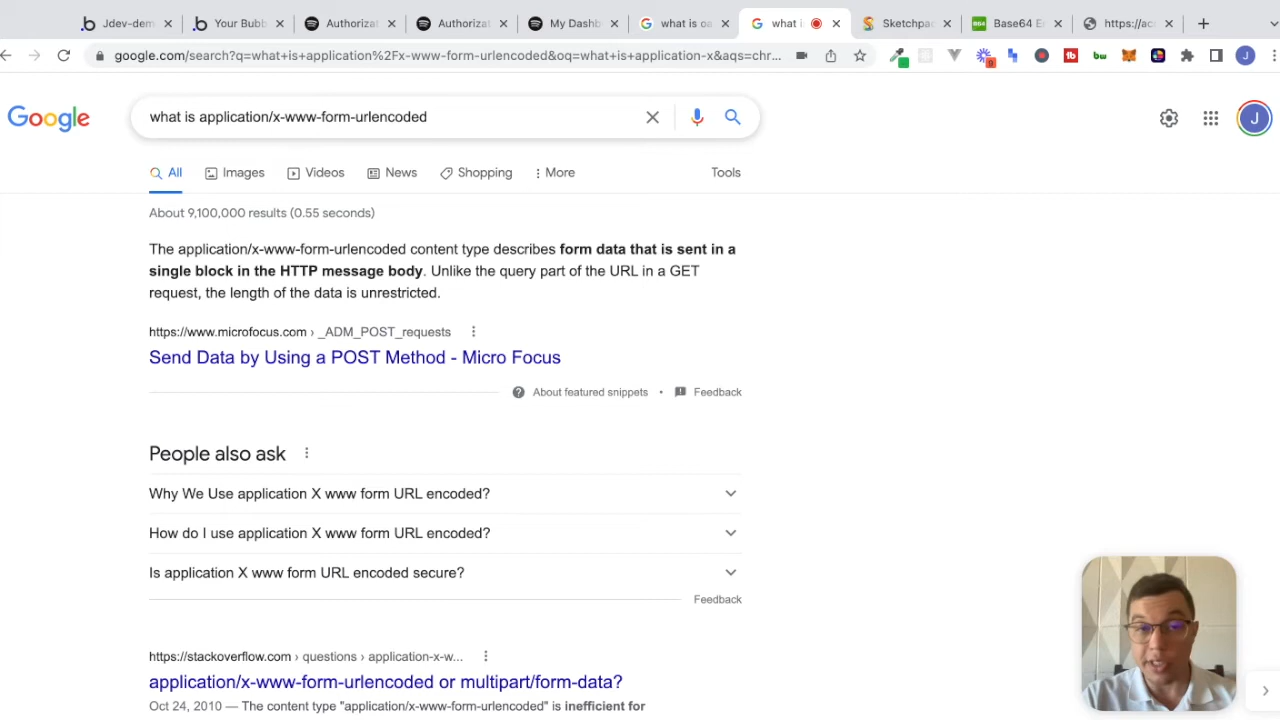 Jdev-dem
Your Bubb
Authorizat
Authorizat
My Dashb
what is oa
what i
Sketchpac
Base64 E
https://ac
google.com/search?q=what+is+application%2Fx-www-form-urlencoded&oq=what+is+application-x&aqs=chr...
Google
what is application/x-www-form-urlencoded
J
All
Images
Videos
News
Shopping
More
Tools
About 9,100,000 results (0.55 seconds)
The application/x-www-form-urlencoded content type describes form data that is sent in a
single block in the HTTP message body. Unlike the query part of the URL in a GET
request, the length of the data is unrestricted.
https://www.microfocus.com › _ADM_POST_requests
Send Data by Using a POST Method - Micro Focus
About featured snippets • Feedback
People also ask
Why We Use application X www form URL encoded?
How do I use application X www form URL encoded?
Is application X www form URL encoded secure?
Feedback
https://stackoverflow.com › questions › application-x-w...
application/x-www-form-urlencoded or multipart/form-data?
Oct 24, 2010 — The content type "application/x-www-form-urlencoded" is inefficient for